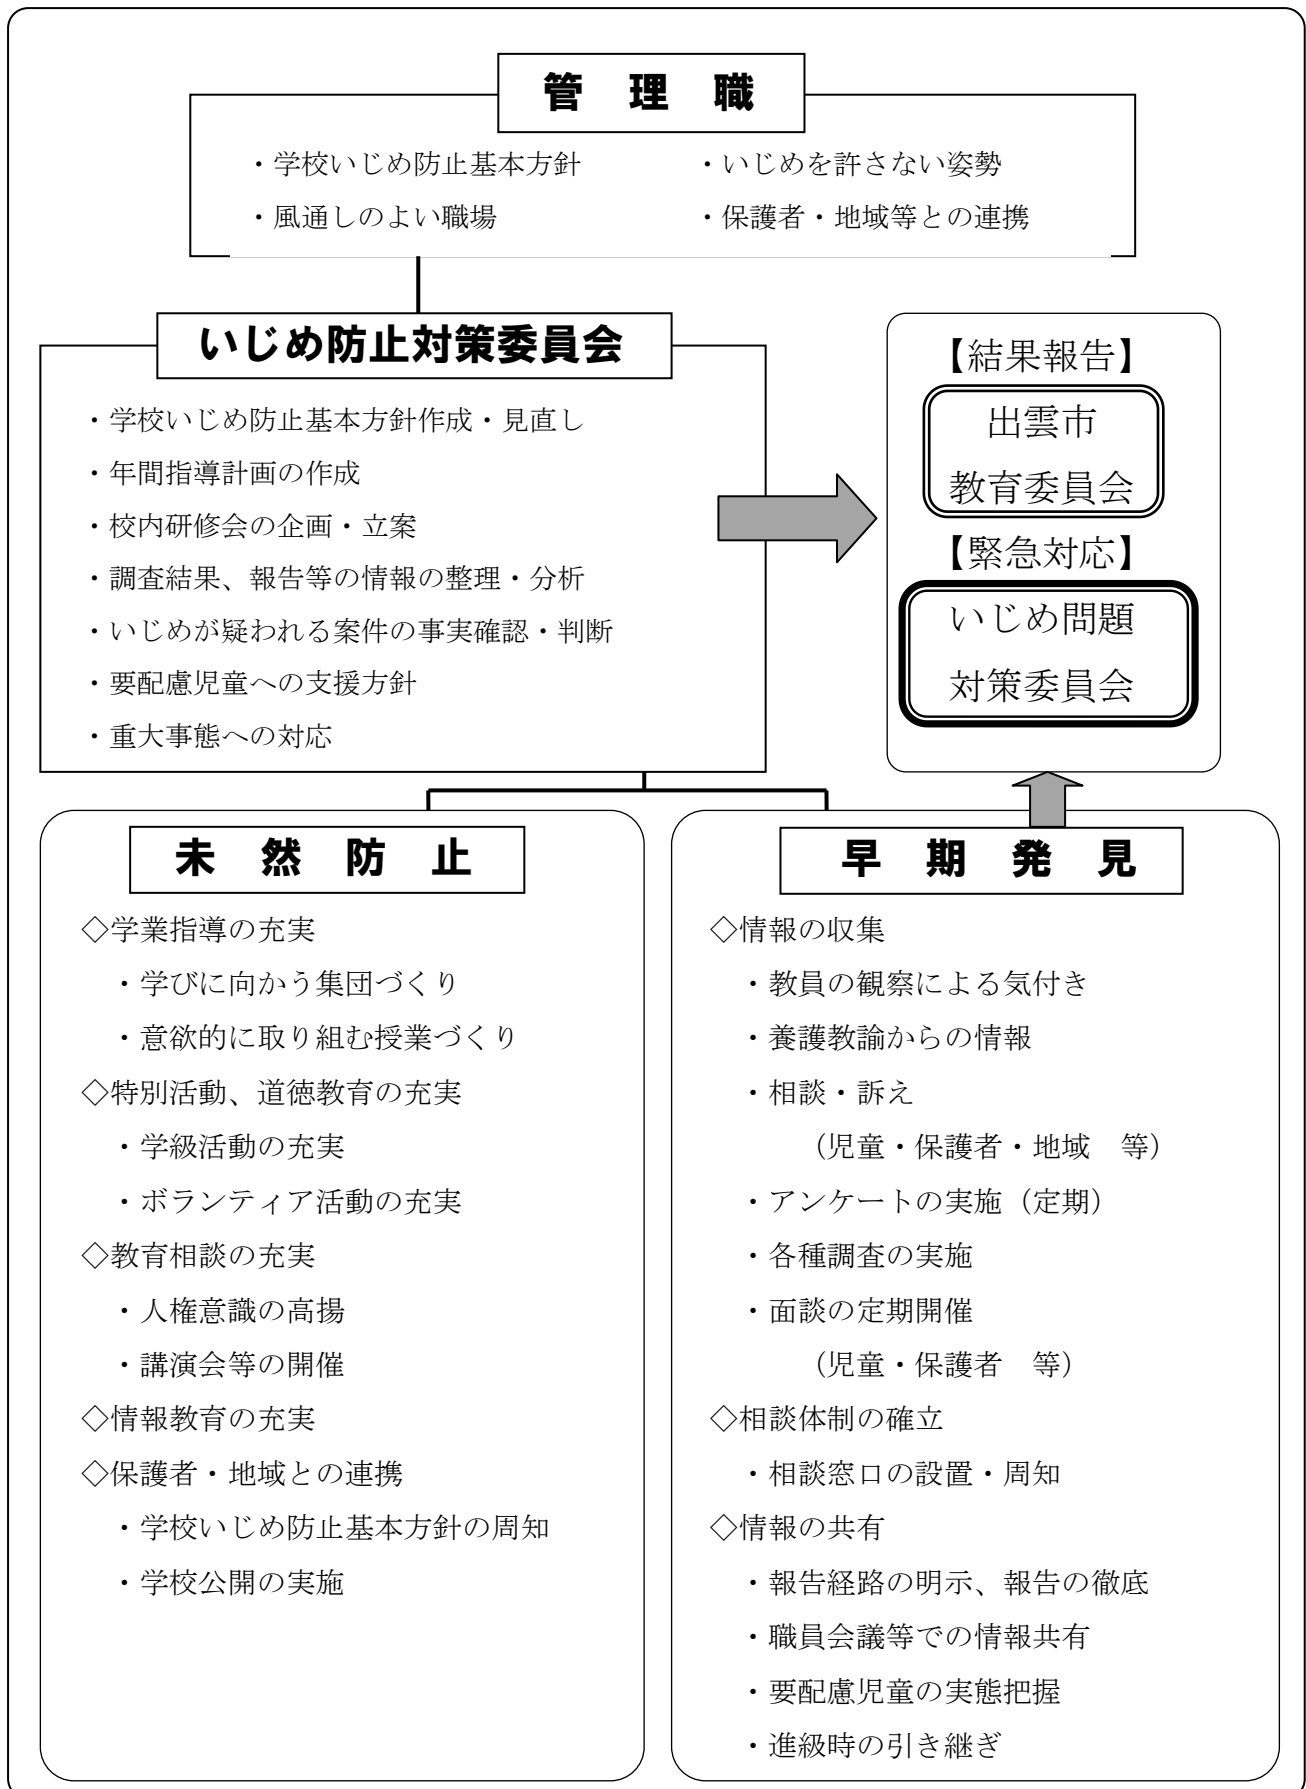 管　理　職
・学校いじめ防止基本方針　・いじめを許さない姿勢
・風通しのよい職場　・保護者・地域等との連携
いじめ防止対策委員会
・学校いじめ防止基本方針作成・見直し
・年間指導計画の作成
・校内研修会の企画・立案
・調査結果、報告等の情報の整理・分析
・いじめが疑われる案件の事実確認・判断
・要配慮児童への支援方針
・重大事態への対応
【結果報告】
出雲市
教育委員会
【緊急対応】
いじめ問題
対策委員会
未　然　防　止
◇学業指導の充実
・学びに向かう集団づくり
・意欲的に取り組む授業づくり
◇特別活動、道徳教育の充実
・学級活動の充実
・ボランティア活動の充実
◇教育相談の充実
・人権意識の高揚
・講演会等の開催
◇情報教育の充実
◇保護者・地域との連携
・学校いじめ防止基本方針の周知
・学校公開の実施
早　期　発　見
◇情報の収集
・教員の観察による気付き
・養護教諭からの情報
・相談・訴え
（児童・保護者・地域　等）
・アンケートの実施（定期）
・各種調査の実施
・面談の定期開催
（児童・保護者　等）
◇相談体制の確立
・相談窓口の設置・周知
◇情報の共有
・報告経路の明示、報告の徹底
・職員会議等での情報共有
・要配慮児童の実態把握
・進級時の引き継ぎ